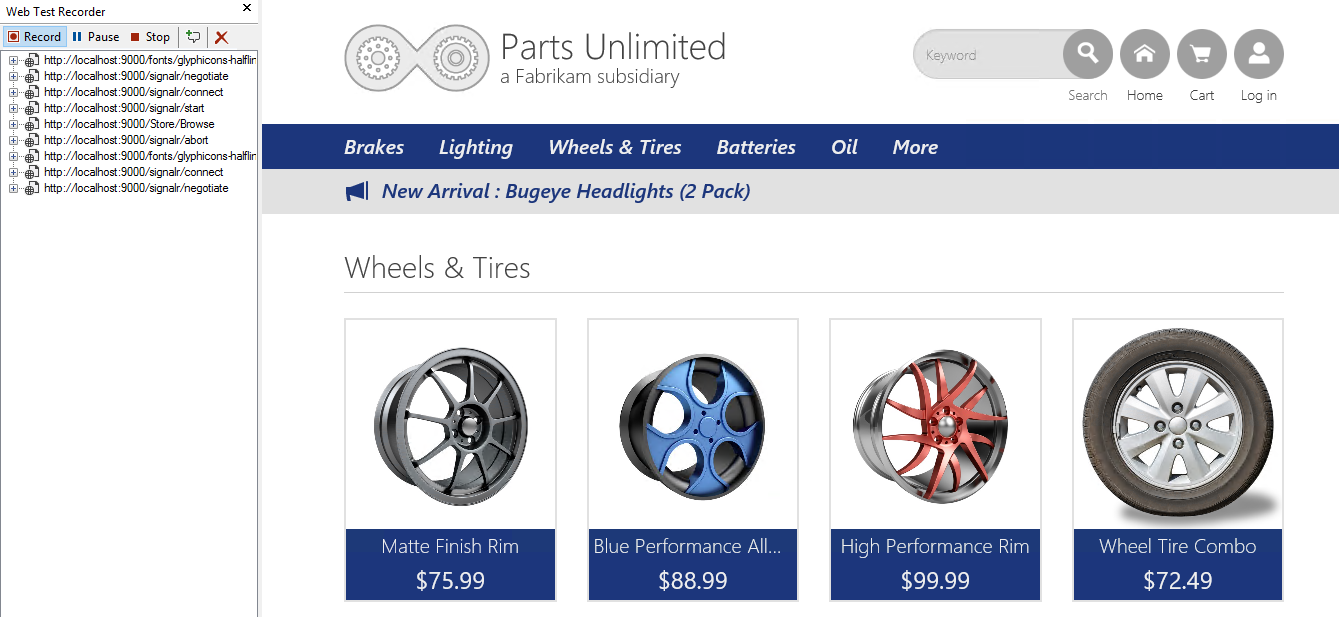 Web Test Recorder
Record Pause Stop
http://localhost:9000/fonts/glyphicons-halflin
http://localhost:9000/signalr/negotiate
http://localhost:9000/signalr/connect
http://localhost:9000/signalr/start
http://localhost:9000/Store/Browse
http://localhost:9000/signalr/abort
http://localhost:9000/fonts/glyphicons-halflin
http://localhost:9000/signalr/connect
http://localhost:9000/signalr/negotiate
Parts Unlimited
a Fabrikam subsidiary
Keyword
Search Home Cart Log in
Brakes Lighting Wheels & Tires Batteries Oil More
New Arrival : Bugeye Headlights (2 Pack)
Wheels & Tires
Matte Finish Rim
$75.99
Blue Performance All...
$88.99
High Performance Rim
$99.99
Wheel Tire Combo
$72.49